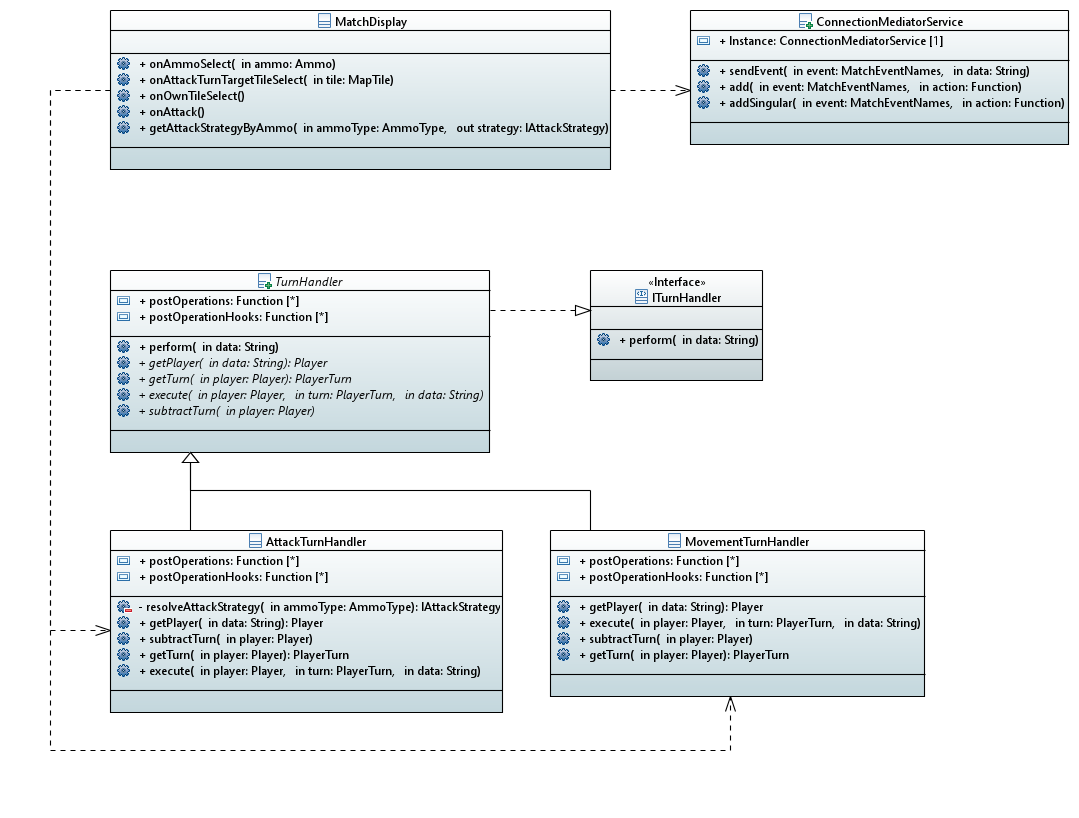 MatchDisplay
+ onAmmoSelect( in ammo: Ammo)
+ onAttackTurnTargetTileSelect( in tile: MapTile)
+ onOwnTileSelect()
+ onAttack()
+ getAttackStrategyByAmmo( in ammoType: AmmoType, out strategy: IAttackStrategy)
ConnectionMediatorService
+ Instance: ConnectionMediatorService [1]
+ sendEvent( in event: MatchEventNames, in data: String)
+ add( in event: MatchEventNames, in action: Function)
+ addSingular( in event: MatchEventNames, in action: Function)
TurnHandler
+ postOperations: Function [*]
+ postOperationHooks: Function [*]
+ perform( in data: String)
+ getPlayer( in data: String): Player
+ getTurn( in player: Player): PlayerTurn
+ execute( in player: Player, in turn: PlayerTurn, in data: String)
+ subtractTurn( in player: Player)
«Interface»
ITurnHandler
+ perform( in data: String)
AttackTurnHandler
+ postOperations: Function [*]
+ postOperationHooks: Function [*]
- resolveAttackStrategy( in ammoType: AmmoType): IAttackStrategy
+ getPlayer( in data: String): Player
+ subtractTurn( in player: Player)
+ getTurn( in player: Player): PlayerTurn
+ execute( in player: Player, in turn: PlayerTurn, in data: String)
MovementTurnHandler
+ postOperations: Function [*]
+ postOperationHooks: Function [*]
+ getPlayer( in data: String): Player
+ execute( in player: Player, in turn: PlayerTurn, in data: String)
+ subtractTurn( in player: Player)
+ getTurn( in player: Player): PlayerTurn